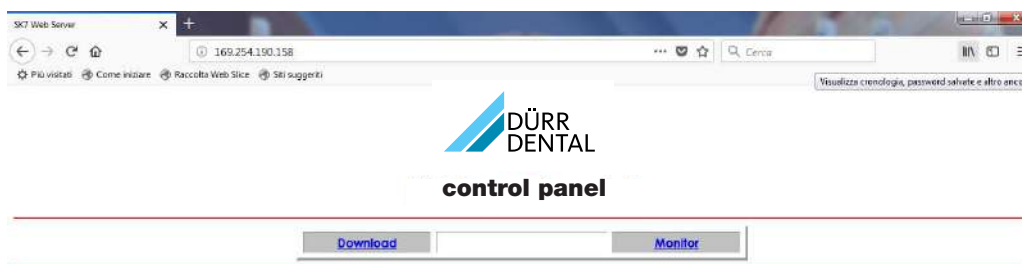 SK7 Web Server
169.254.190.158
Cerca
Più visitati Come iniziare Raccolta Web Slice Siti suggeriti
Visualizza cronologia, password salvate e altro anco
DÜRR
DENTAL
control panel
Download Monitor